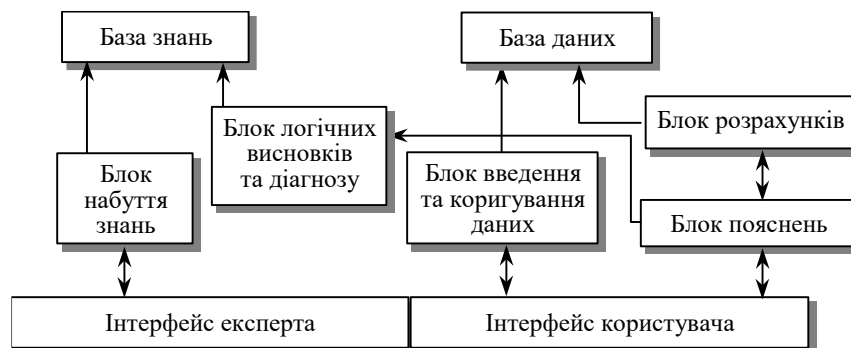 База знань
База даних
Блок логічних
висновків
та діагнозу
Блок розрахунків
Блок
набуття
знань
Блок введення
та коригування
даних
Блок пояснень
Інтерфейс експерта
Інтерфейс користувача